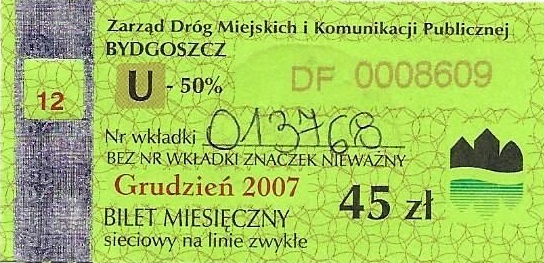 Zarząd Dróg Miejskich i Komunikacji Publicznej
BYDGOSZCZ
U - 50%
DF 0008609
12
Nr wkładki 013768
BEZ NR WKŁADKI ZNACZEK NIEWAŻNY
Grudzień 2007
45 zł
BILET MIESIĘCZNY
sieciowy na linie zwykłe